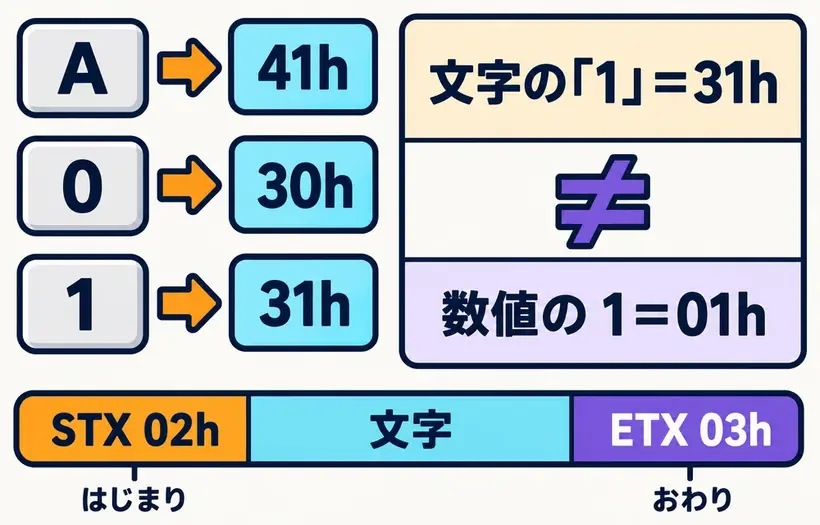 A
41h
0
30h
1
31h
文字の「1」＝31h
≠
数値の 1＝01h
STX 02h
文字
ETX 03h
はじまり
おわり